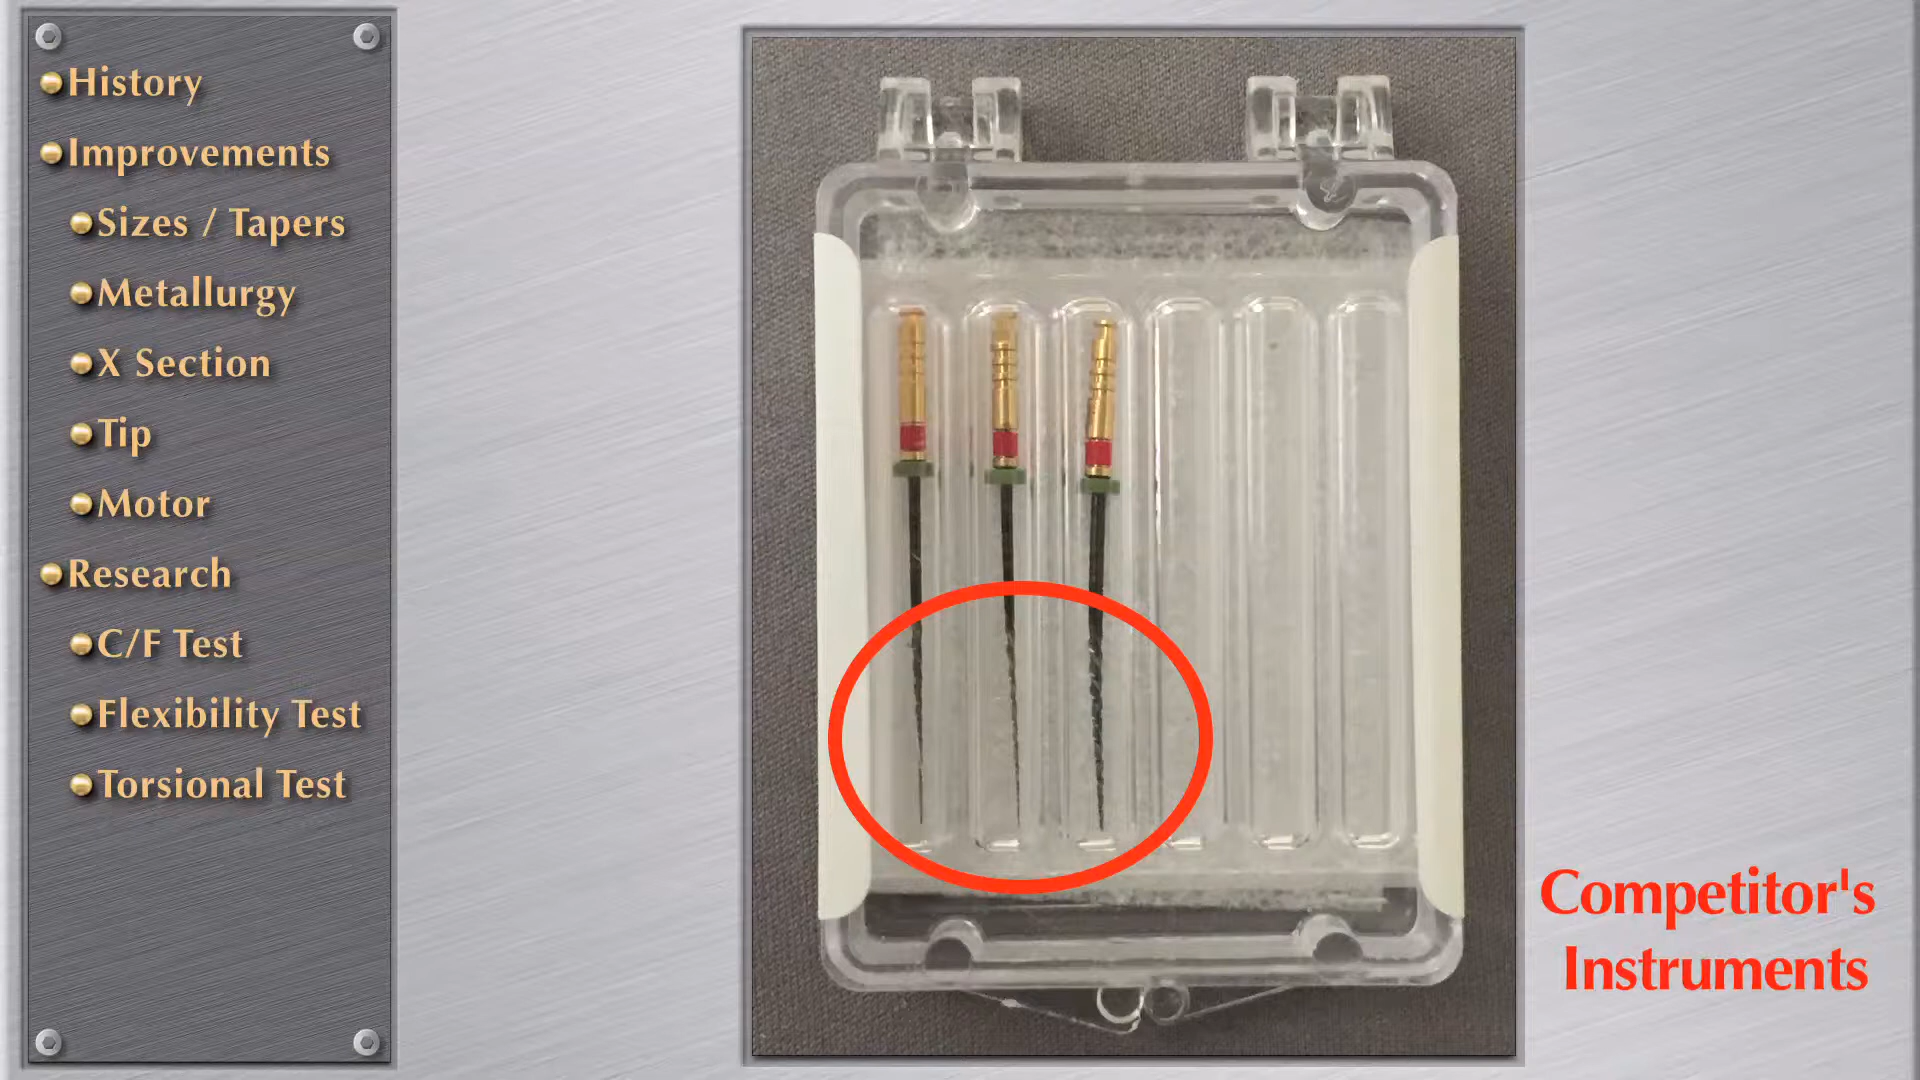 History
Improvements
Sizes / Tapers
Metallurgy
X Section
Tip
Motor
Research
C/F Test
Flexibility Test
Torsional Test
Competitor's
Instruments